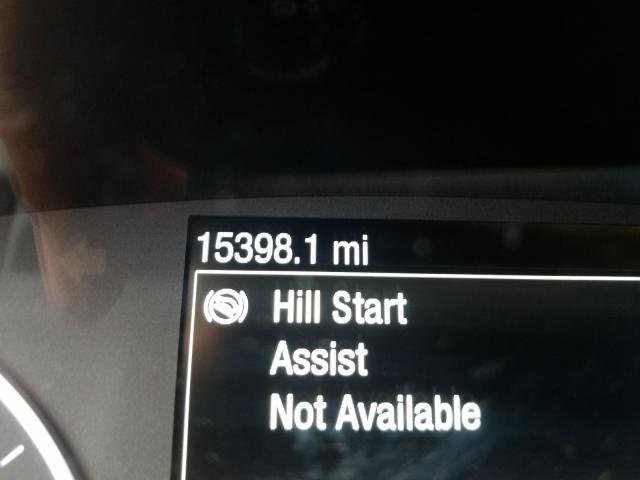 15398.1 mi
Hill Start
Assist
Not Available